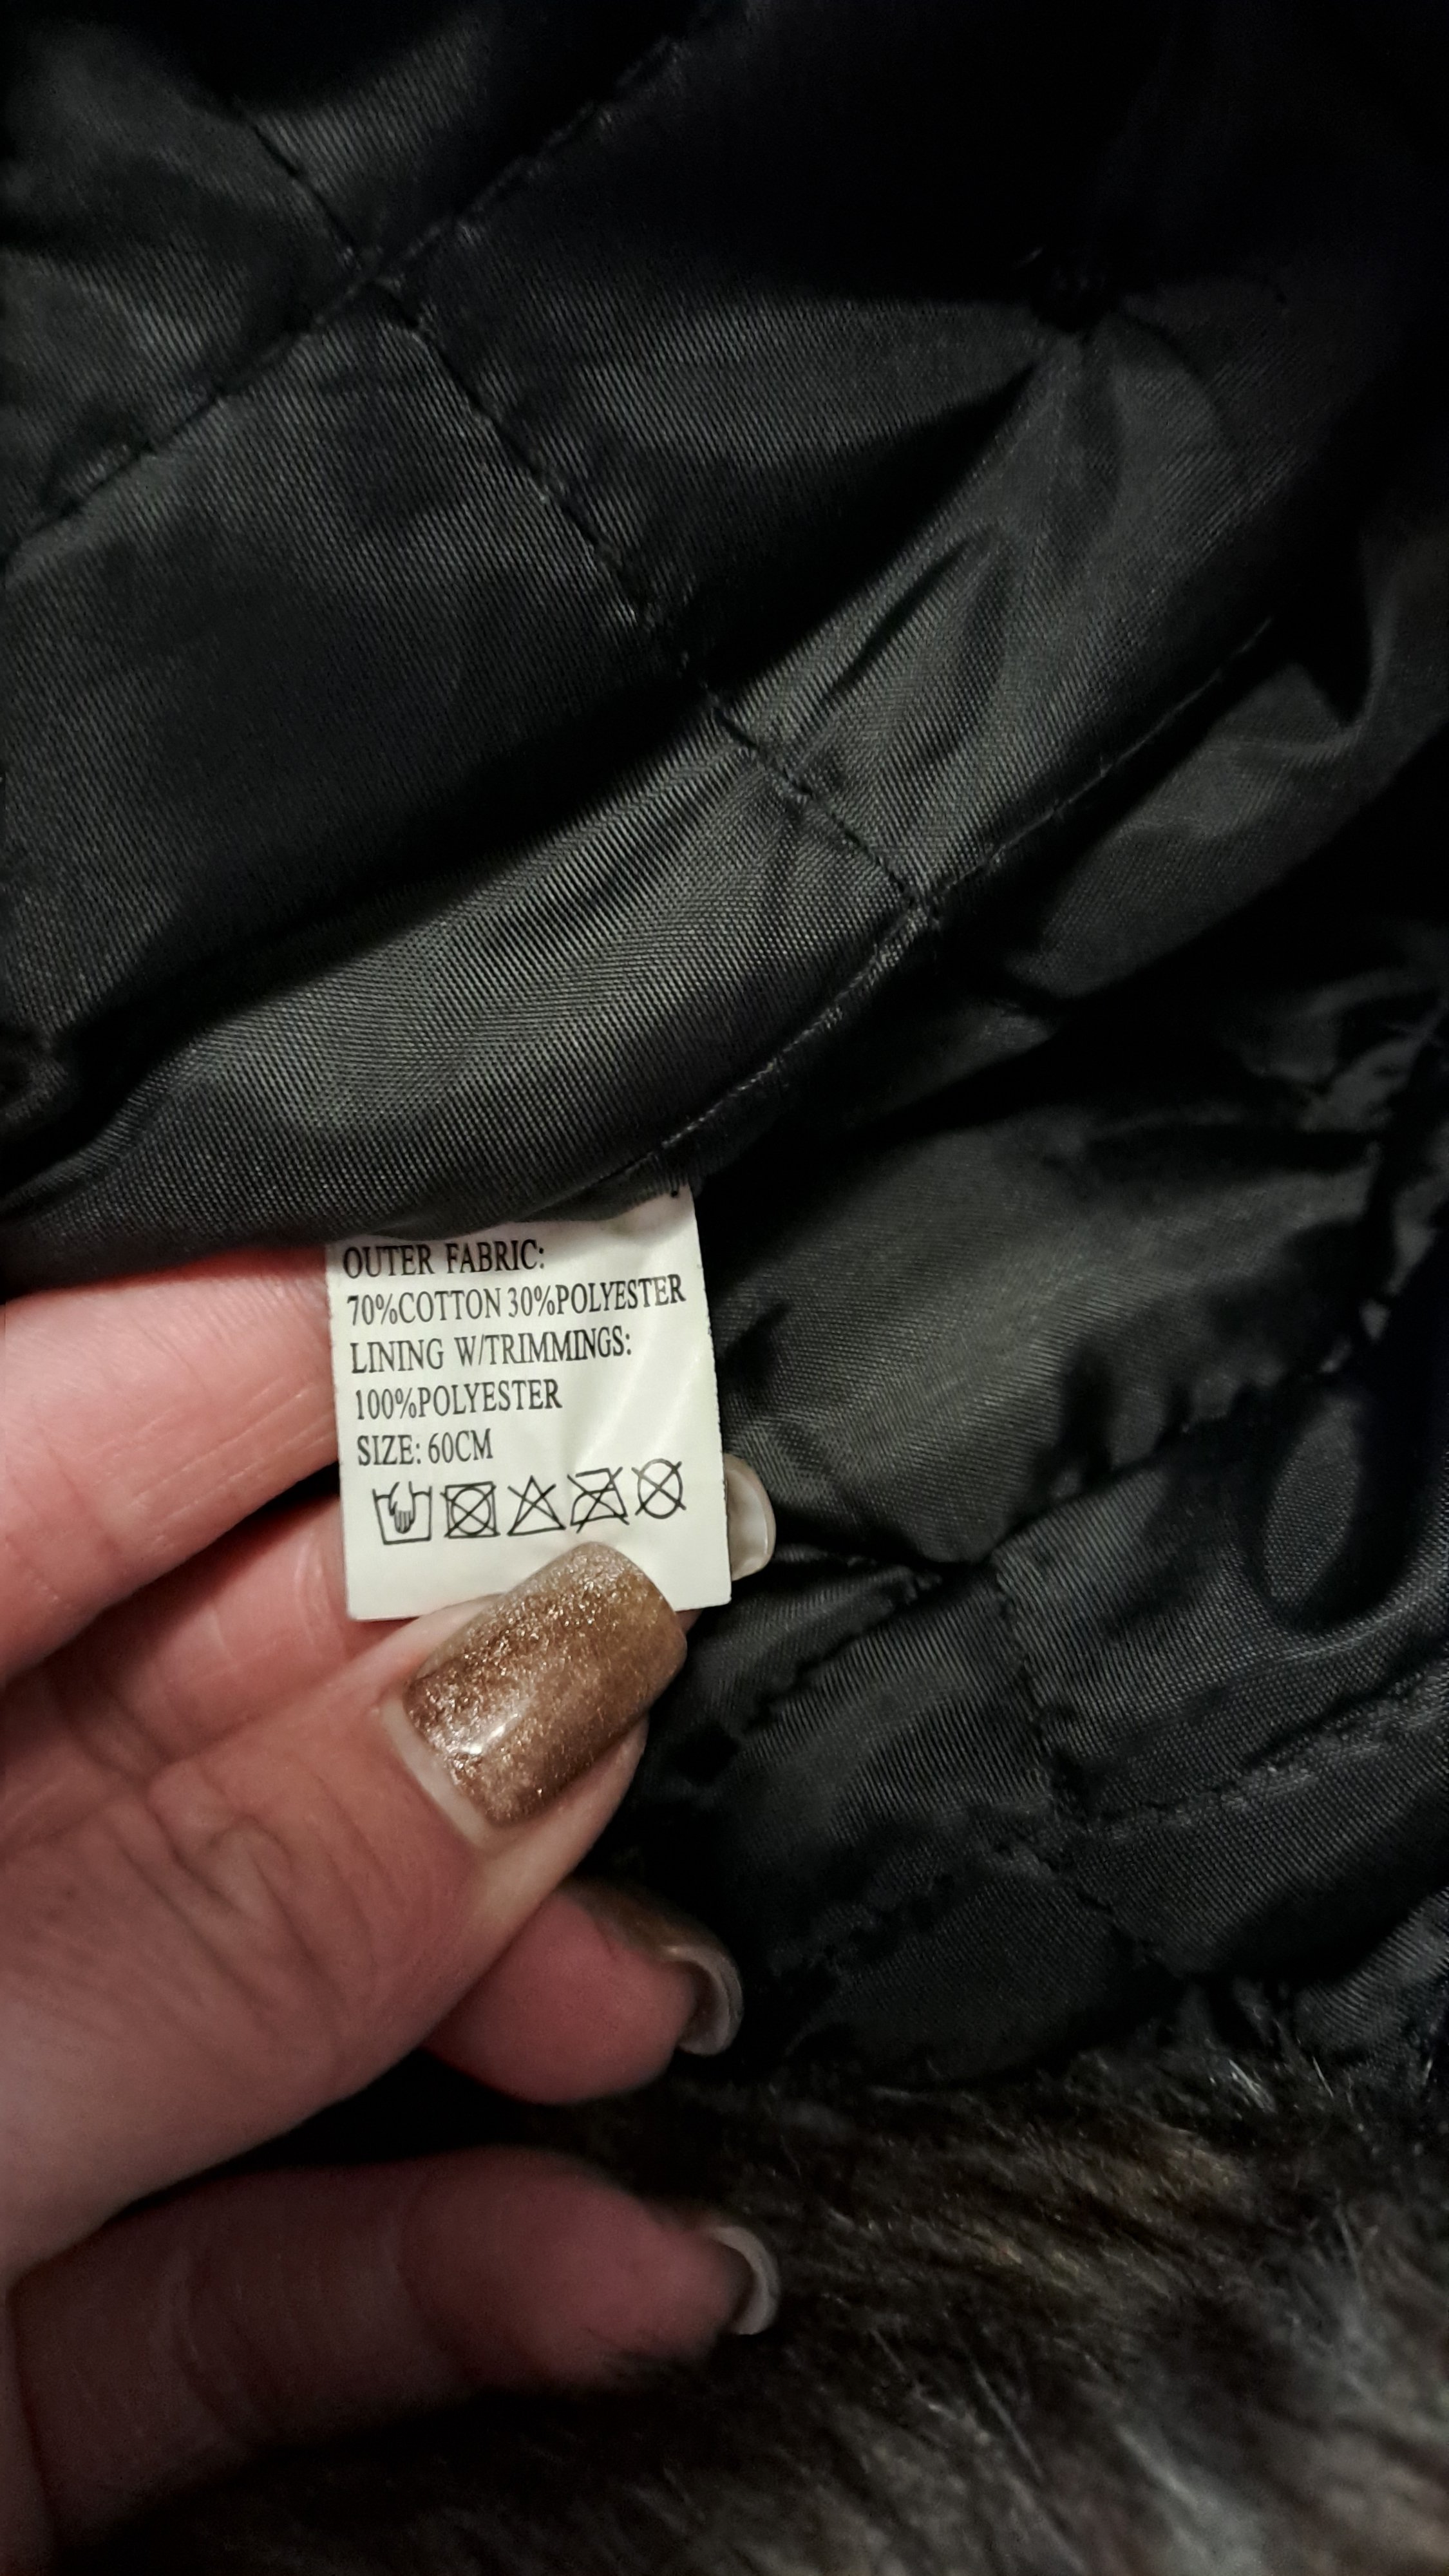 OUTER FABRIC:
70%COTTON 30%POLYESTER
LINING W/TRIMMINGS:
100%POLYESTER
SIZE: 60CM